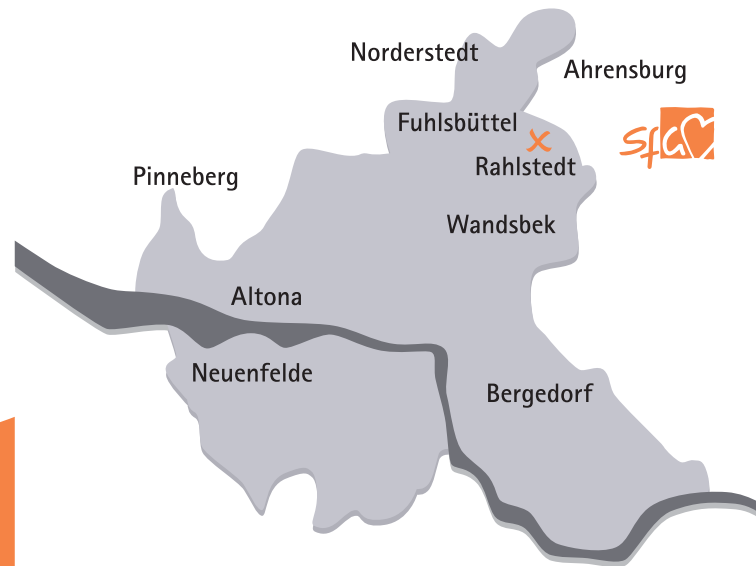 Norderstedt
Ahrensburg
Fuhlsbüttel
sfa
Rahlstedt
Pinneberg
Wandsbek
Altona
Neuenfelde
Bergedorf